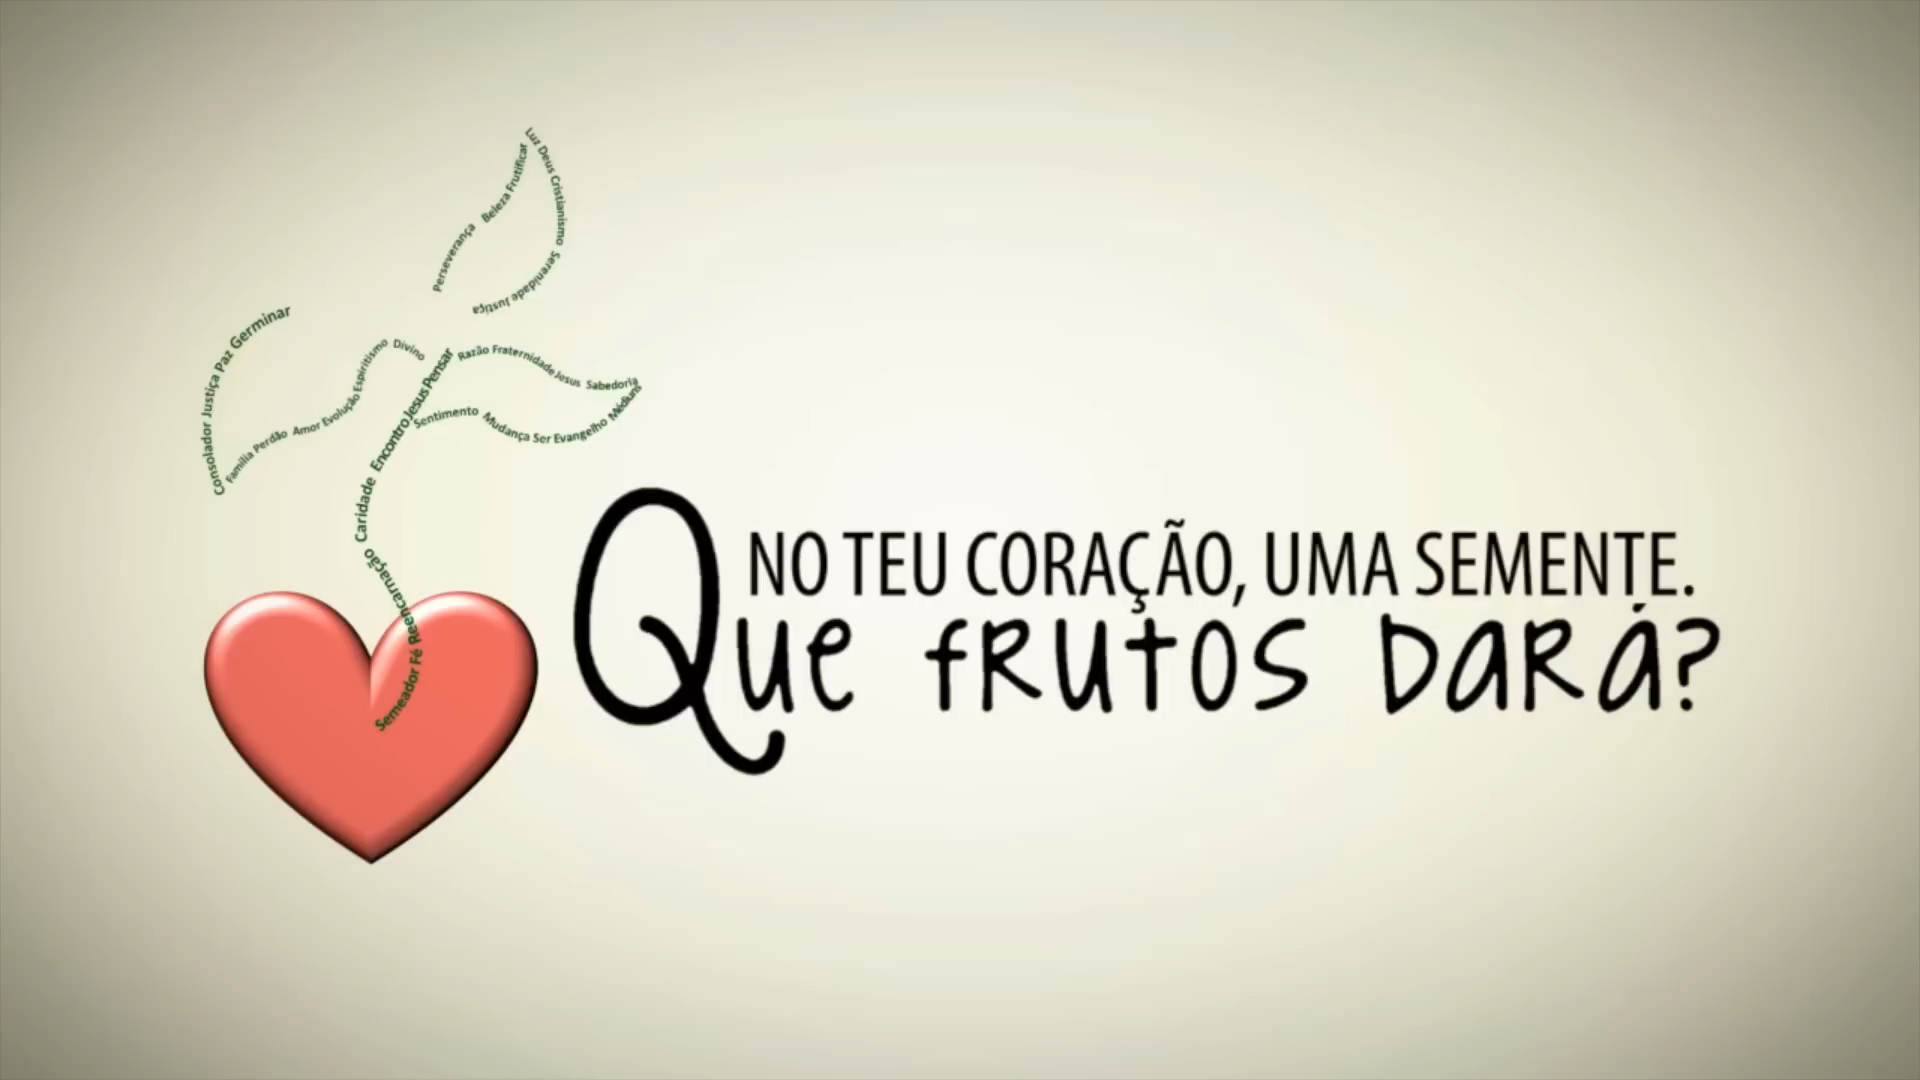 Luz Deus Cristianismo Serenidade Justiça
Perseverança Beleza Frutificar
Consolador Justiça Paz Germinar
Família Perdão Amor Evolução Espiritismo Divino
Razão Fraternidade Jesus Sabedoria
Sentimento Mudança Ser Evangelho Médiuns
Semeador Fé Reencarnação Caridade Encontro Jesus Pensar
NO TEU CORAÇÃO, UMA SEMENTE.
Que frutos dará?